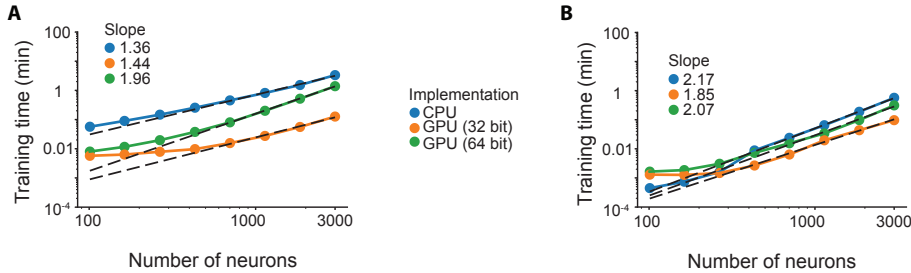 A
Slope
1.36
1.44
1.96
Training time (min)
100
1
0.01
10-4
100
1000
3000
Number of neurons
Implementation
CPU
GPU (32 bit)
GPU (64 bit)
B
Slope
2.17
1.85
2.07
Training time (min)
100
1
0.01
10-4
100
1000
3000
Number of neurons